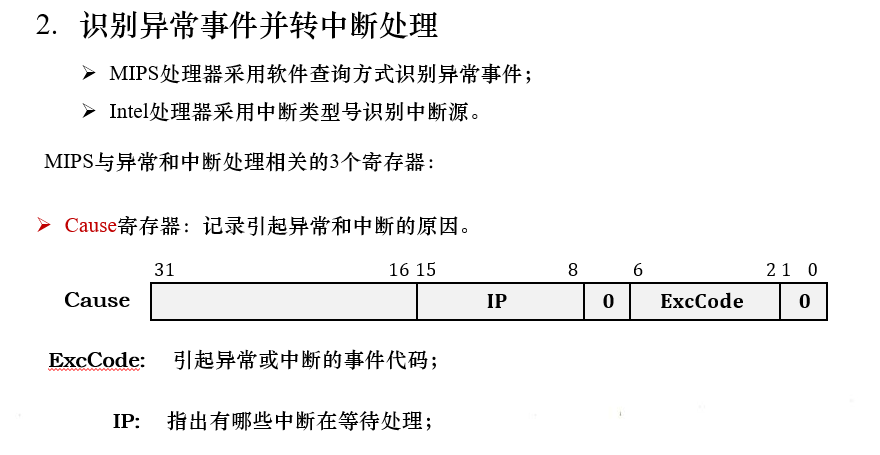 2. 识别异常事件并转中断处理
➢ MIPS处理器采用软件查询方式识别异常事件；
➢ Intel处理器采用中断类型号识别中断源。
MIPS与异常和中断处理相关的3个寄存器：
➢ Cause寄存器：记录引起异常和中断的原因。
31 16 15 8 6 2 1 0
Cause IP 0 ExcCode 0
ExcCode: 引起异常或中断的事件代码；
IP: 指出有哪些中断在等待处理；